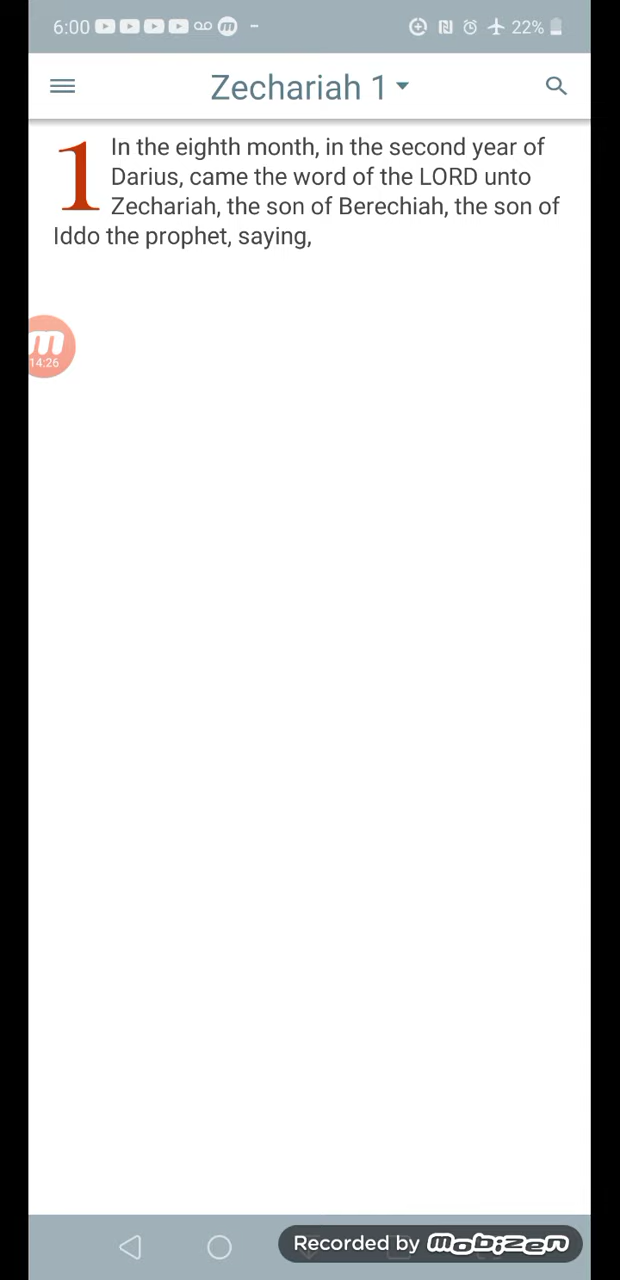 6:00 m - 22%
Zechariah 1
1 In the eighth month, in the second year of
Darius, came the word of the LORD unto
Zechariah, the son of Berechiah, the son of
Iddo the prophet, saying,
m
14:26
Recorded by mobizen